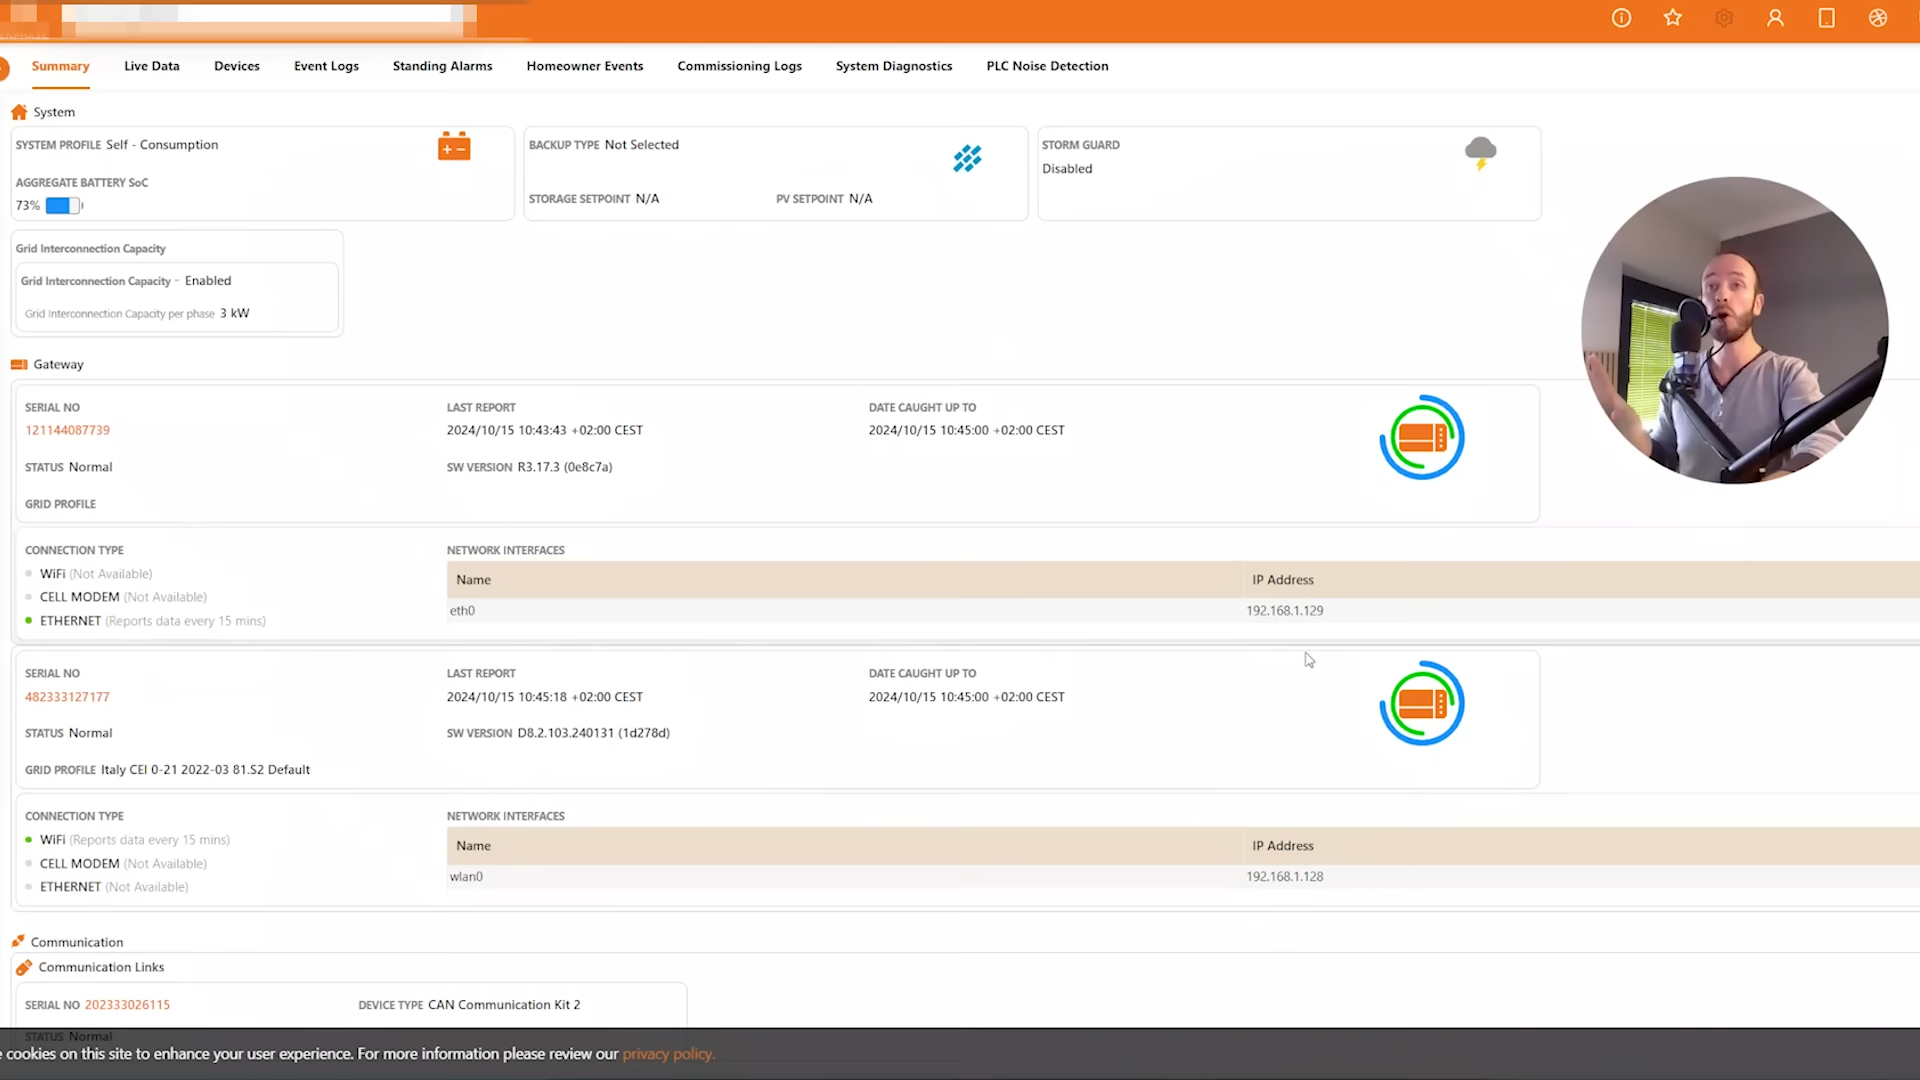 Summary Live Data Devices Event Logs Standing Alarms Homeowner Events Commissioning Logs System Diagnostics PLC Noise Detection
System
SYSTEM PROFILE Self - Consumption
AGGREGATE BATTERY SoC
73%
BACKUP TYPE Not Selected
STORAGE SETPOINT N/A PV SETPOINT N/A
STORM GUARD
Disabled
Grid Interconnection Capacity
Grid Interconnection Capacity - Enabled
Grid Interconnection Capacity per phase 3 kW
Gateway
SERIAL NO LAST REPORT DATE CAUGHT UP TO
121144087739 2024/10/15 10:43:43 +02:00 CEST 2024/10/15 10:45:00 +02:00 CEST
STATUS Normal SW VERSION R3.17.3 (0e8c7a)
GRID PROFILE
CONNECTION TYPE NETWORK INTERFACES
WiFi (Not Available) Name IP Address
CELL MODEM (Not Available)
ETHERNET (Reports data every 15 mins) eth0 192.168.1.129
SERIAL NO LAST REPORT DATE CAUGHT UP TO
482333127177 2024/10/15 10:45:18 +02:00 CEST 2024/10/15 10:45:00 +02:00 CEST
STATUS Normal SW VERSION D8.2.103.240131 (1d278d)
GRID PROFILE Italy CEI 0-21 2022-03 81.S2 Default
CONNECTION TYPE NETWORK INTERFACES
WiFi (Reports data every 15 mins) Name IP Address
CELL MODEM (Not Available)
ETHERNET (Not Available) wlan0 192.168.1.128
Communication
Communication Links
SERIAL NO 202333026115 DEVICE TYPE CAN Communication Kit 2
STATUS Normal
cookies on this site to enhance your user experience. For more information please review our privacy policy.